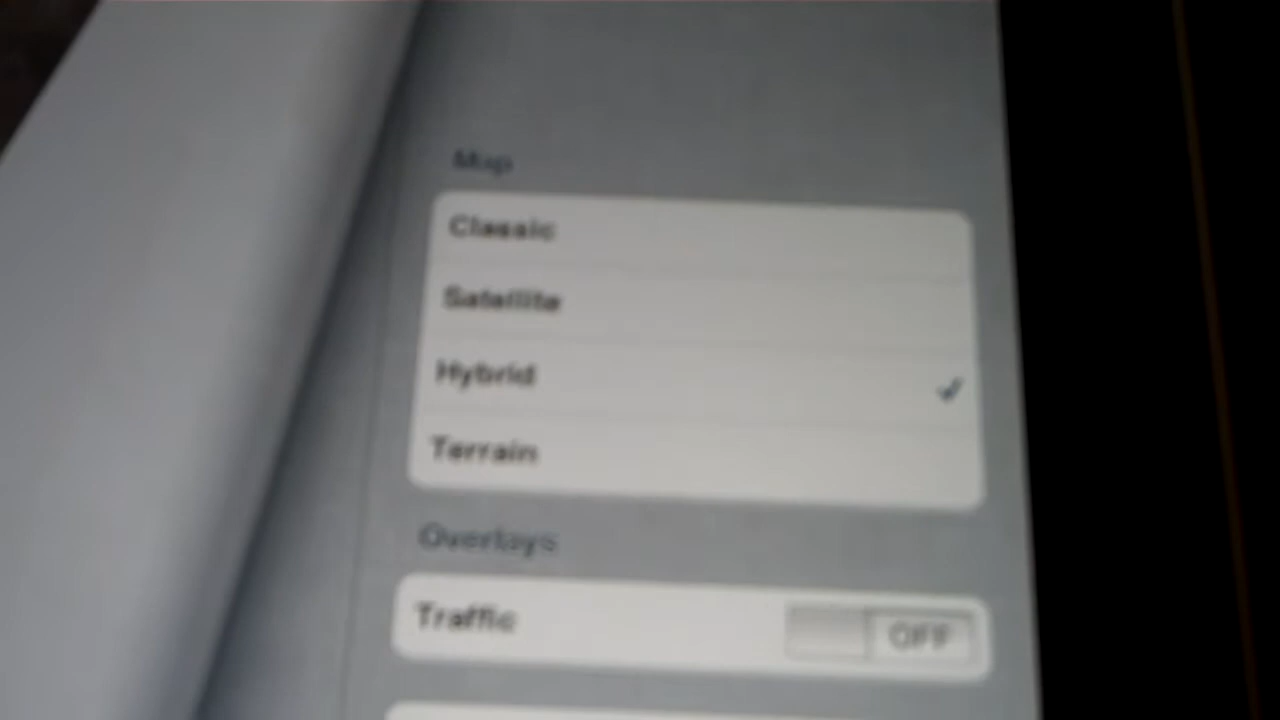 Map
Classic
Satellite
Hybrid
Terrain
Overlays
Traffic
OFF